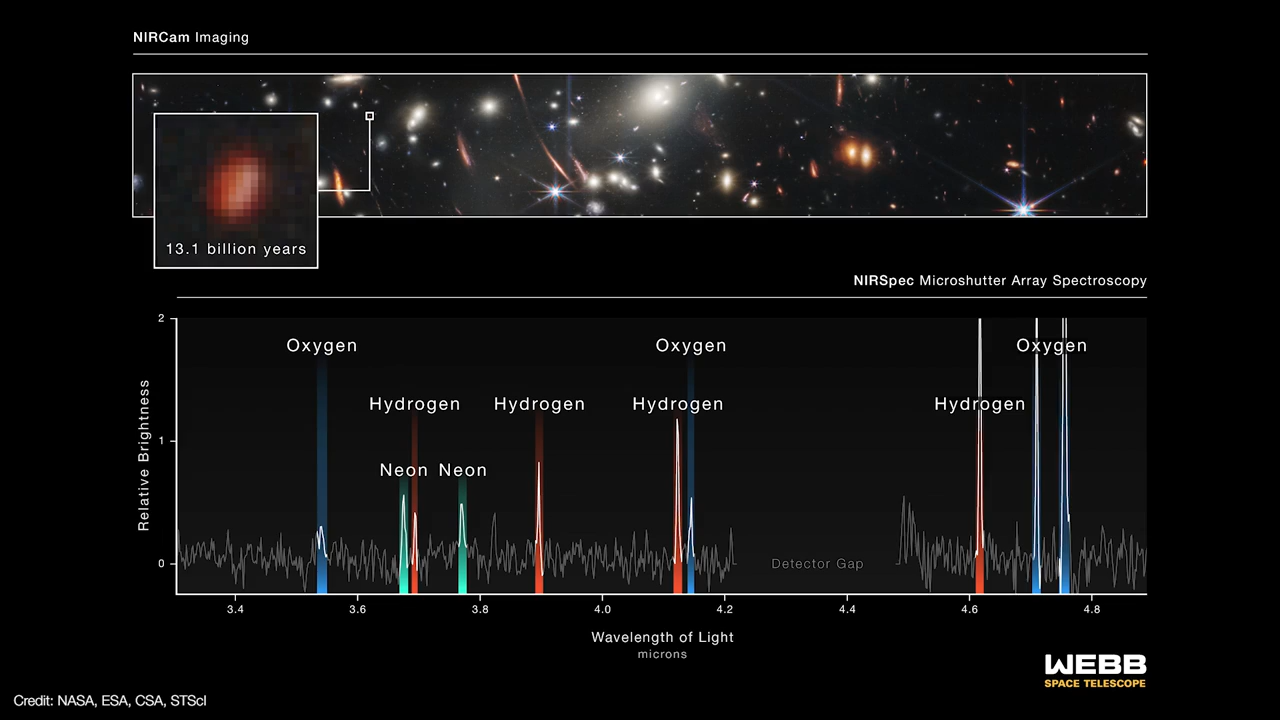 NIRCam Imaging
13.1 billion years
NIRSpec Microshutter Array Spectroscopy
2
Oxygen Oxygen Oxygen
Hydrogen Hydrogen Hydrogen Hydrogen
Relative Brightness
1
Neon Neon
0
Detector Gap
3.4 3.6 3.8 4.0 4.2 4.4 4.6 4.8
Wavelength of Light
microns
WEBB
SPACE TELESCOPE
Credit: NASA, ESA, CSA, STScI